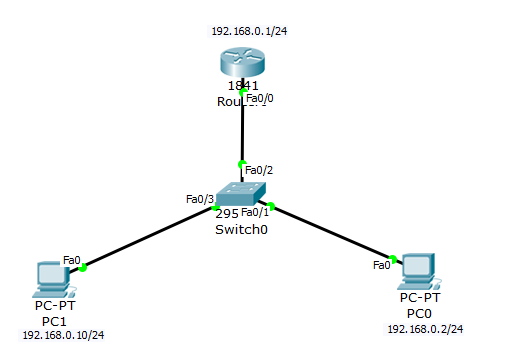 192.168.0.1/24
1841
Fa0/0
Fa0/2
Fa0/3
Fa0/1
295
Switch0
Fa0
Fa0
PC-PT
PC1
192.168.0.10/24
PC-PT
PC0
192.168.0.2/24